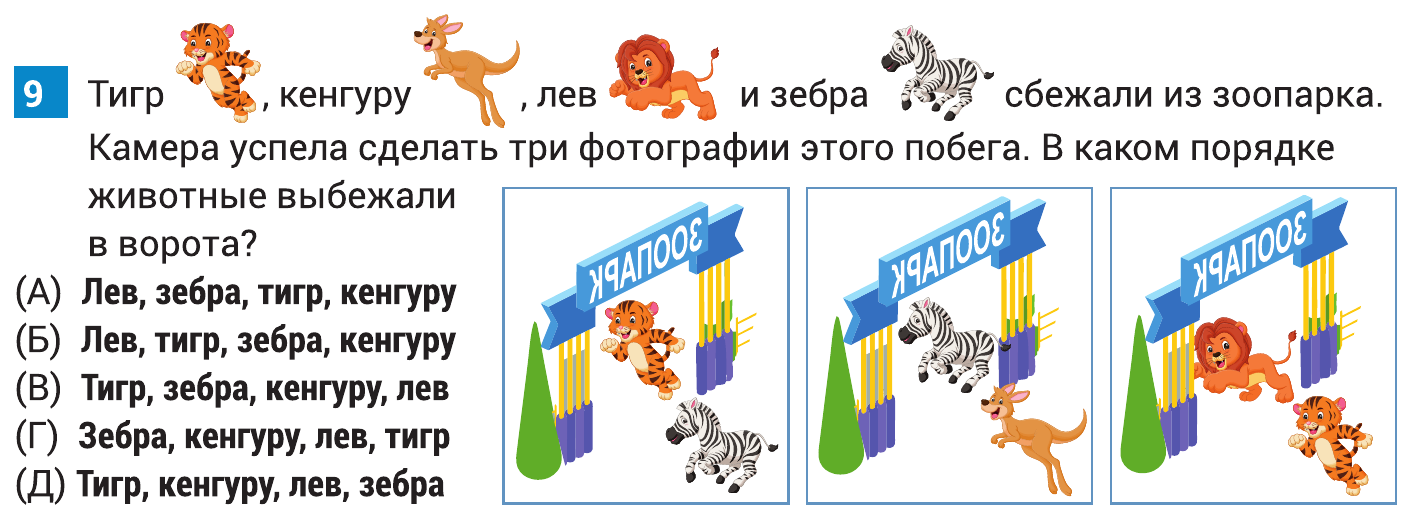 9 Тигр , кенгуру , лев и зебра сбежали из зоопарка.
Камера успела сделать три фотографии этого побега. В каком порядке
животные выбежали
в ворота?
(А) Лев, зебра, тигр, кенгуру
(Б) Лев, тигр, зебра, кенгуру
(В) Тигр, зебра, кенгуру, лев
(Г) Зебра, кенгуру, лев, тигр
(Д) Тигр, кенгуру, лев, зебра
ЗООПАРК
ЗООПАРК
ЗООПАРК